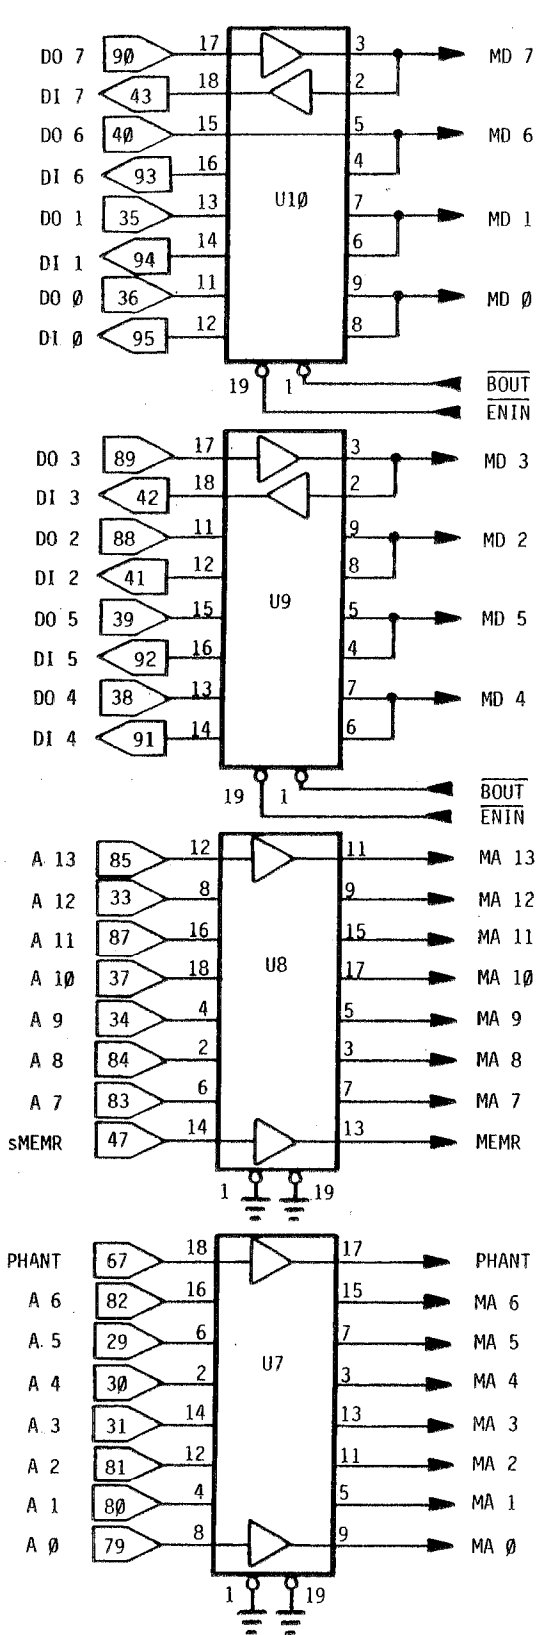 DO 7 90 17 3 MD 7
DI 7 43 18 2
DO 6 40 15 5 MD 6
DI 6 93 16 4
U10
DO 1 35 13 7 MD 1
DI 1 94 14 6
DO 0 36 11 9 MD 0
DI 0 95 12 8
19 1 BOUT
ENIN
DO 3 89 17 3 MD 3
DI 3 42 18 2
DO 2 88 11 9 MD 2
DI 2 41 12 8
U9
DO 5 39 15 5 MD 5
DI 5 92 16 4
DO 4 38 13 7 MD 4
DI 4 91 14 6
19 1 BOUT
ENIN
A 13 85 12 11 MA 13
A 12 33 8 9 MA 12
A 11 87 16 15 MA 11
U8
A 10 37 18 17 MA 10
A 9 34 4 5 MA 9
A 8 84 2 3 MA 8
A 7 83 6 7 MA 7
sMEMR 47 14 13 MEMR
1 19
PHANT 67 18 17 PHANT
A 6 82 16 15 MA 6
A 5 29 6 7 MA 5
U7
A 4 30 2 3 MA 4
A 3 31 14 13 MA 3
A 2 81 12 11 MA 2
A 1 80 4 5 MA 1
A 0 79 8 9 MA 0
1 19